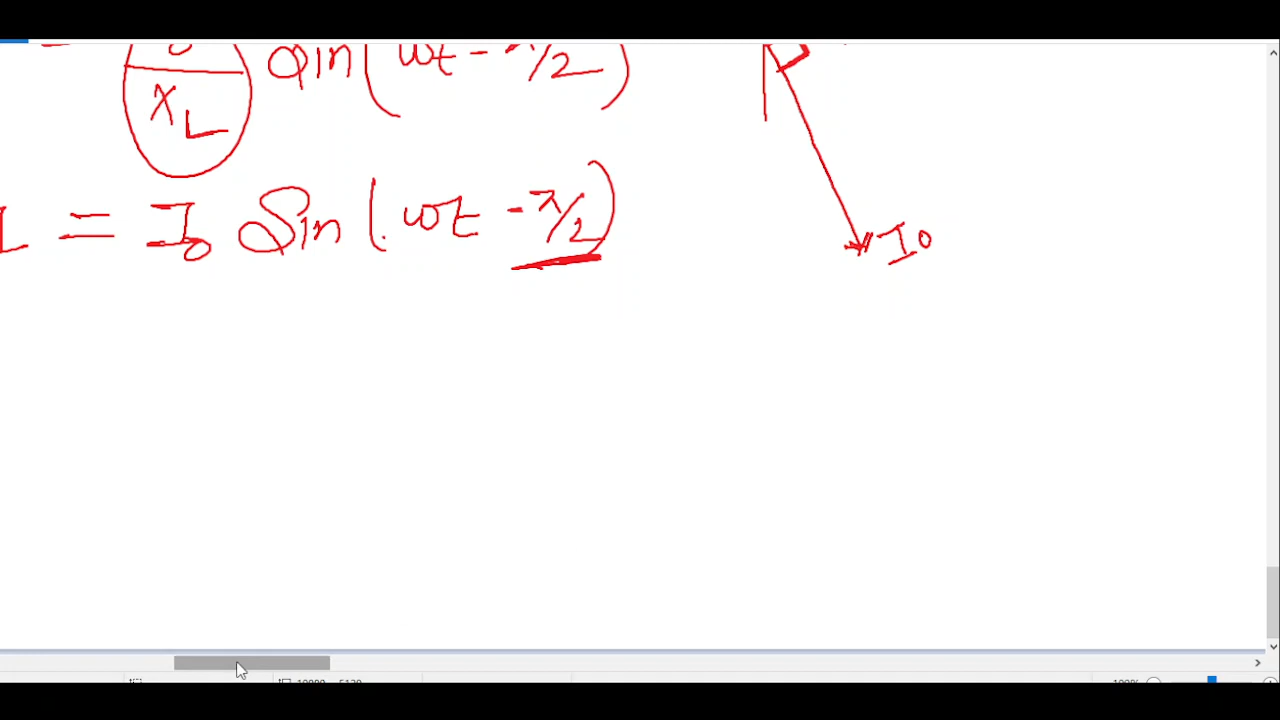 = / X_L Sin(ωt - π/2)
I = I₀ Sin(ωt - π/2)
I₀